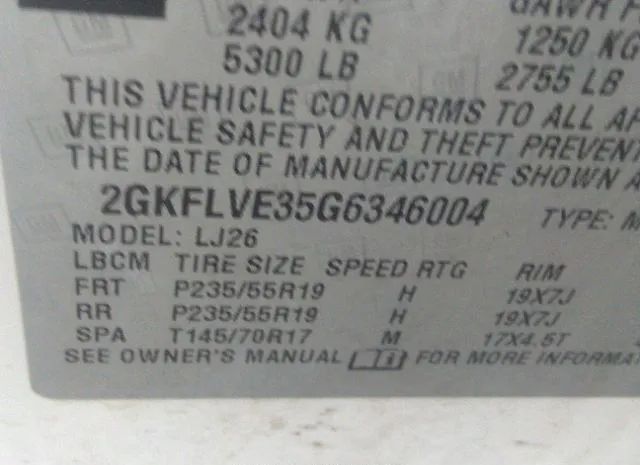 2404 KG
1250 KG
5300 LB
2755 LB
THIS VEHICLE CONFORMS TO ALL
VEHICLE SAFETY AND THEFT PREVENT
THE DATE OF MANUFACTURE SHOWN
2GKFLVE35G6346004 TYPE:
MODEL: LJ26
LBCM TIRE SIZE SPEED RTG RIM
FRT P235/55R19 H 19X7J
RR P235/55R19 H 19X7J
SPA T145/70R17 M 17X4.5T
SEE OWNER'S MANUAL FOR MORE INFORMA